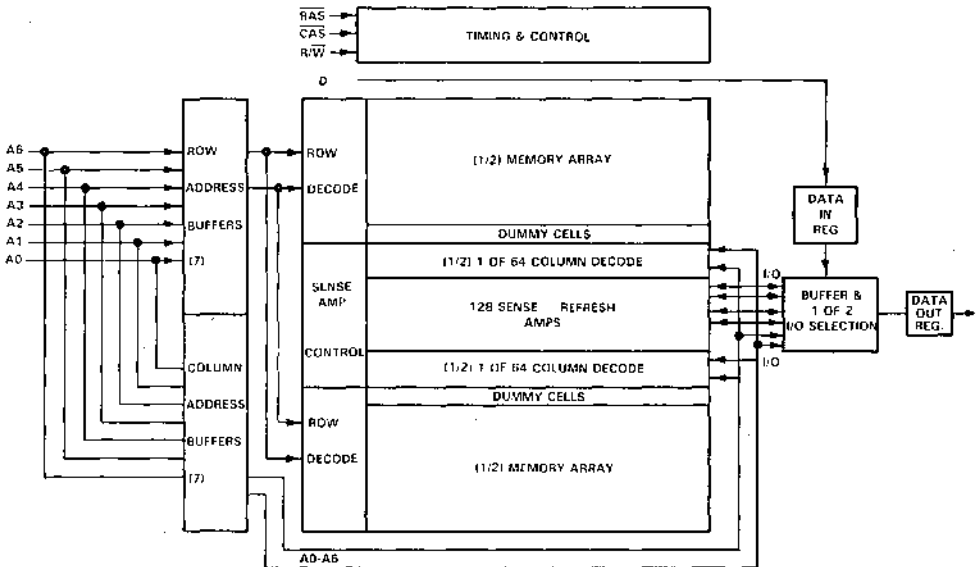 R̅A̅S̅
C̅A̅S̅
R/W̅
TIMING & CONTROL
D
A6
A5
A4
A3
A2
A1
A0
ROW
ADDRESS
BUFFERS
(7)
COLUMN
ADDRESS
BUFFERS
(7)
ROW
DECODE
SENSE
AMP
CONTROL
ROW
DECODE
(1/2) MEMORY ARRAY
DUMMY CELLS
(1/2) 1 OF 64 COLUMN DECODE
128 SENSE REFRESH
AMPS
(1/2) 1 OF 64 COLUMN DECODE
DUMMY CELLS
(1/2) MEMORY ARRAY
DATA
IN
REG
I/O
BUFFER &
1 OF 2
I/O SELECTION
I/O
DATA
OUT
REG.
A0-A6